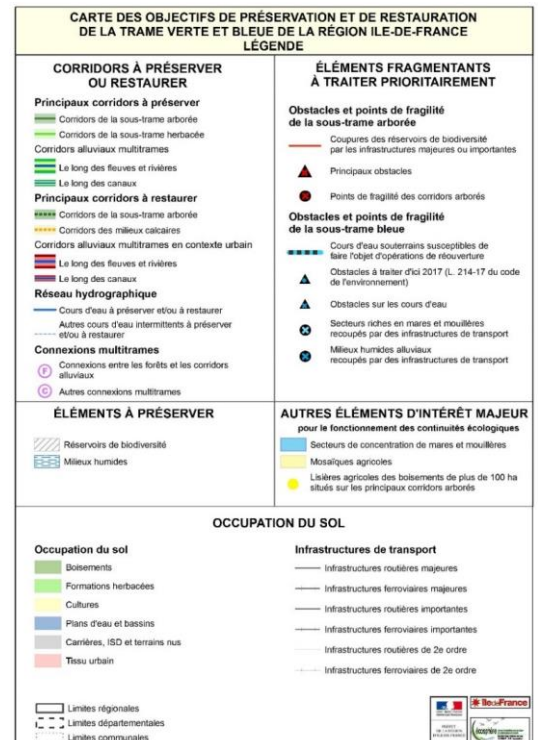 CARTE DES OBJECTIFS DE PRÉSERVATION ET DE RESTAURATION
DE LA TRAME VERTE ET BLEUE DE LA RÉGION ILE-DE-FRANCE
LÉGENDE
CORRIDORS À PRÉSERVER
OU RESTAURER
Principaux corridors à préserver
Corridors de la sous-trame arborée
Corridors de la sous-trame herbacée
Corridors alluviaux multitrames
Le long des fleuves et rivières
Le long des canaux
Principaux corridors à restaurer
Corridors de la sous-trame arborée
Corridors des milieux calcaires
Corridors alluviaux multitrames en contexte urbain
Le long des fleuves et rivières
Le long des canaux
Réseau hydrographique
Cours d'eau à préserver et/ou à restaurer
Autres cours d'eau intermittents à préserver
et/ou à restaurer
Connexions multitrames
F
Connexions entre les forêts et les corridors
alluviaux
C
Autres connexions multitrames
ÉLÉMENTS FRAGMENTANTS
À TRAITER PRIORITAIREMENT
Obstacles et points de fragilité
de la sous-trame arborée
Coupures des réservoirs de biodiversité
par les infrastructures majeures ou importantes
Principaux obstacles
Points de fragilité des corridors arborés
Obstacles et points de fragilité
de la sous-trame bleue
Cours d'eau souterrains susceptibles de
faire l'objet d'opérations de réouverture
Obstacles à traiter d'ici 2017 (L. 214-17 du code
de l'environnement)
Obstacles sur les cours d'eau
Secteurs riches en mares et mouillères
recoupés par des infrastructures de transport
Milieux humides alluviaux
recoupés par des infrastructures de transport
ÉLÉMENTS À PRÉSERVER
Réservoirs de biodiversité
Milieux humides
AUTRES ÉLÉMENTS D'INTÉRÊT MAJEUR
pour le fonctionnement des continuités écologiques
Secteurs de concentration de mares et mouillères
Mosaïques agricoles
Lisières agricoles des boisements de plus de 100 ha
situés sur les principaux corridors arborés
OCCUPATION DU SOL
Occupation du sol
Boisements
Formations herbacées
Cultures
Plans d'eau et bassins
Carrières, ISD et terrains nus
Tissu urbain
Infrastructures de transport
Infrastructures routières majeures
Infrastructures ferroviaires majeures
Infrastructures routières importantes
Infrastructures ferroviaires importantes
Infrastructures routières de 2e ordre
Infrastructures ferroviaires de 2e ordre
Limites régionales
Limites départementales
Limites communales
îledeFrance